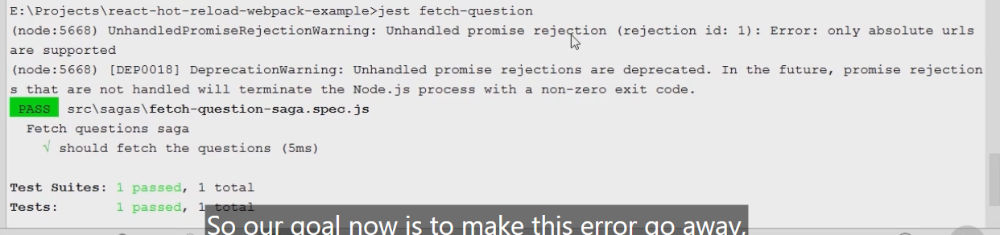 E:\Projects\react-hot-reload-webpack-example>jest fetch-question
(node:5668) UnhandledPromiseRejectionWarning: Unhandled promise rejection (rejection id: 1): Error: only absolute urls
are supported
(node:5668) [DEP0018] DeprecationWarning: Unhandled promise rejections are deprecated. In the future, promise rejection
s that are not handled will terminate the Node.js process with a non-zero exit code.
PASS src\sagas\fetch-question-saga.spec.js
Fetch questions saga
√ should fetch the questions (5ms)
Test Suites: 1 passed, 1 total
Tests: 1 passed, 1 total
So our goal now is to make this error go away,